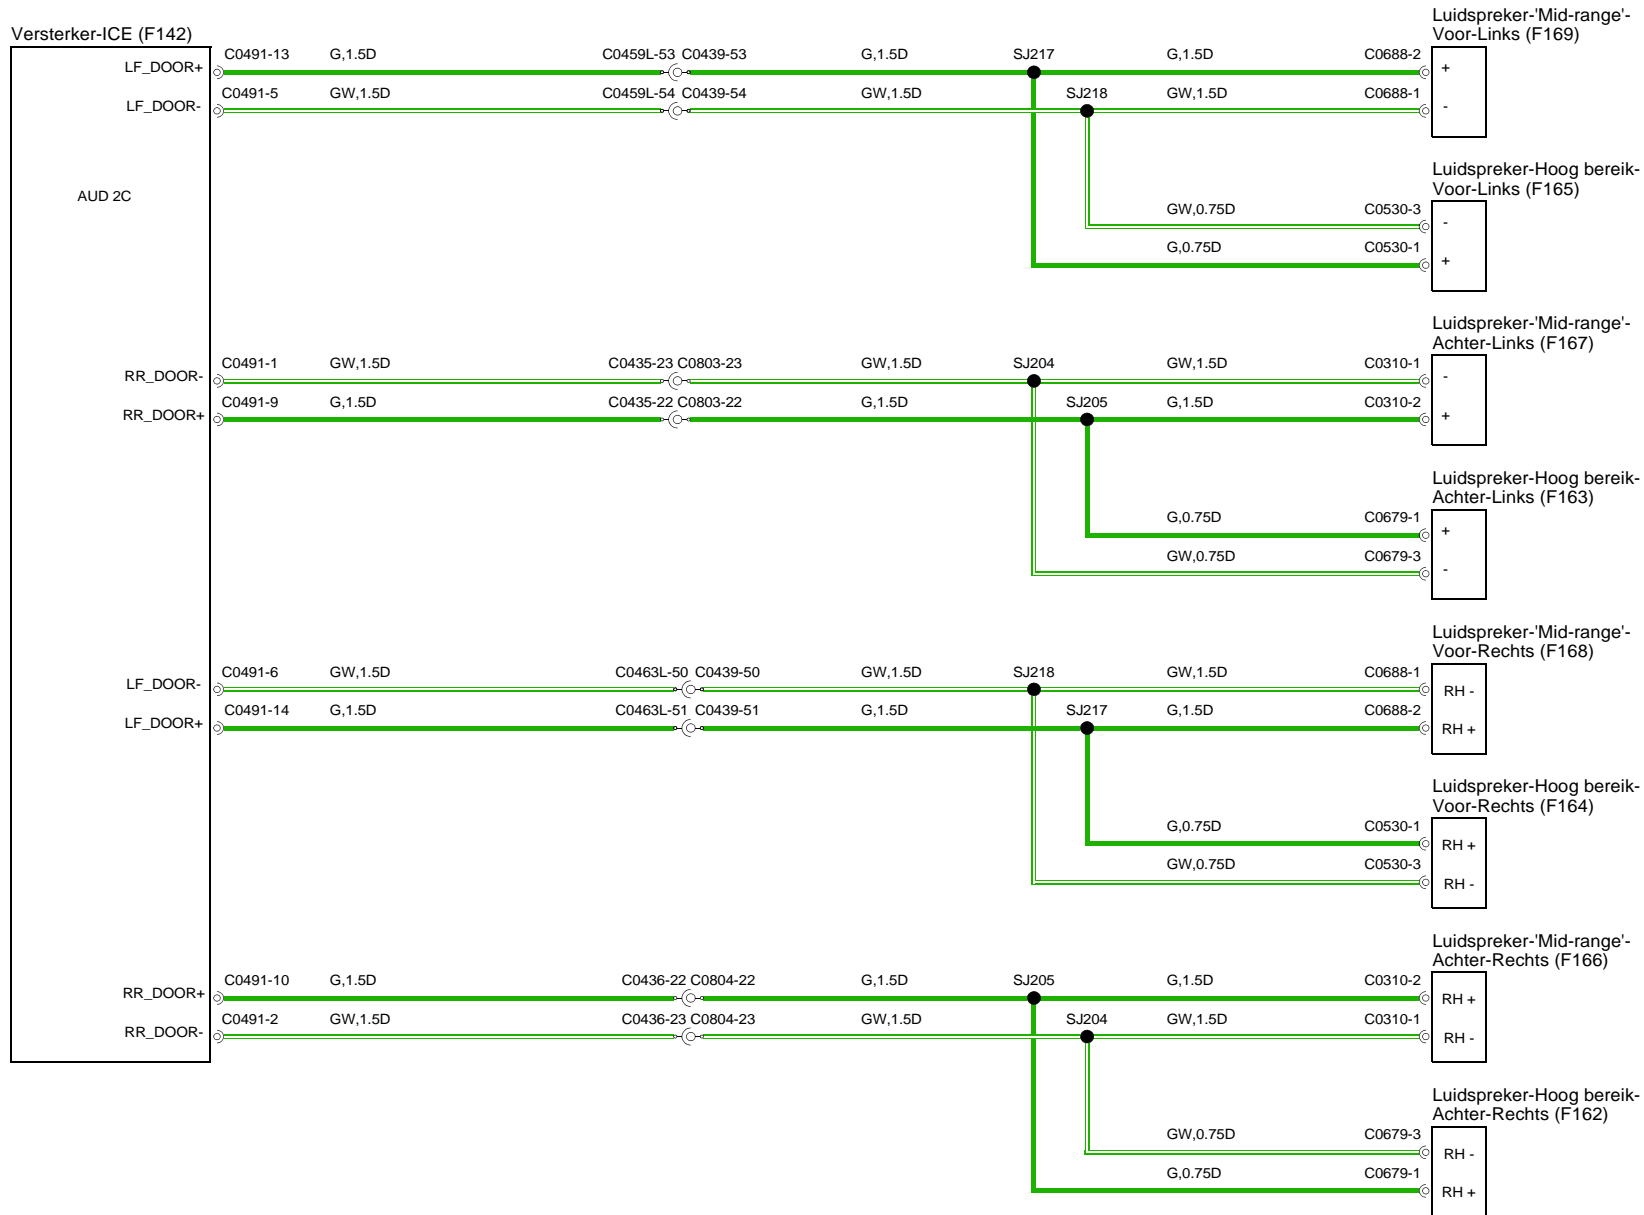 Versterker-ICE (F142)
Luidspreker-'Mid-range'-
Voor-Links (F169)
LF_DOOR+ C0491-13 G,1.5D C0459L-53 C0439-53 G,1.5D SJ217 G,1.5D C0688-2 +
LF_DOOR- C0491-5 GW,1.5D C0459L-54 C0439-54 GW,1.5D SJ218 GW,1.5D C0688-1 -
AUD 2C
Luidspreker-Hoog bereik-
Voor-Links (F165)
GW,0.75D C0530-3 -
G,0.75D C0530-1 +
Luidspreker-'Mid-range'-
Achter-Links (F167)
RR_DOOR- C0491-1 GW,1.5D C0435-23 C0803-23 GW,1.5D SJ204 GW,1.5D C0310-1 -
RR_DOOR+ C0491-9 G,1.5D C0435-22 C0803-22 G,1.5D SJ205 G,1.5D C0310-2 +
Luidspreker-Hoog bereik-
Achter-Links (F163)
G,0.75D C0679-1 +
GW,0.75D C0679-3 -
Luidspreker-'Mid-range'-
Voor-Rechts (F168)
LF_DOOR- C0491-6 GW,1.5D C0463L-50 C0439-50 GW,1.5D SJ218 GW,1.5D C0688-1 RH -
LF_DOOR+ C0491-14 G,1.5D C0463L-51 C0439-51 G,1.5D SJ217 G,1.5D C0688-2 RH +
Luidspreker-Hoog bereik-
Voor-Rechts (F164)
G,0.75D C0530-1 RH +
GW,0.75D C0530-3 RH -
Luidspreker-'Mid-range'-
Achter-Rechts (F166)
RR_DOOR+ C0491-10 G,1.5D C0436-22 C0804-22 G,1.5D SJ205 G,1.5D C0310-2 RH +
RR_DOOR- C0491-2 GW,1.5D C0436-23 C0804-23 GW,1.5D SJ204 GW,1.5D C0310-1 RH -
Luidspreker-Hoog bereik-
Achter-Rechts (F162)
GW,0.75D C0679-3 RH -
G,0.75D C0679-1 RH +